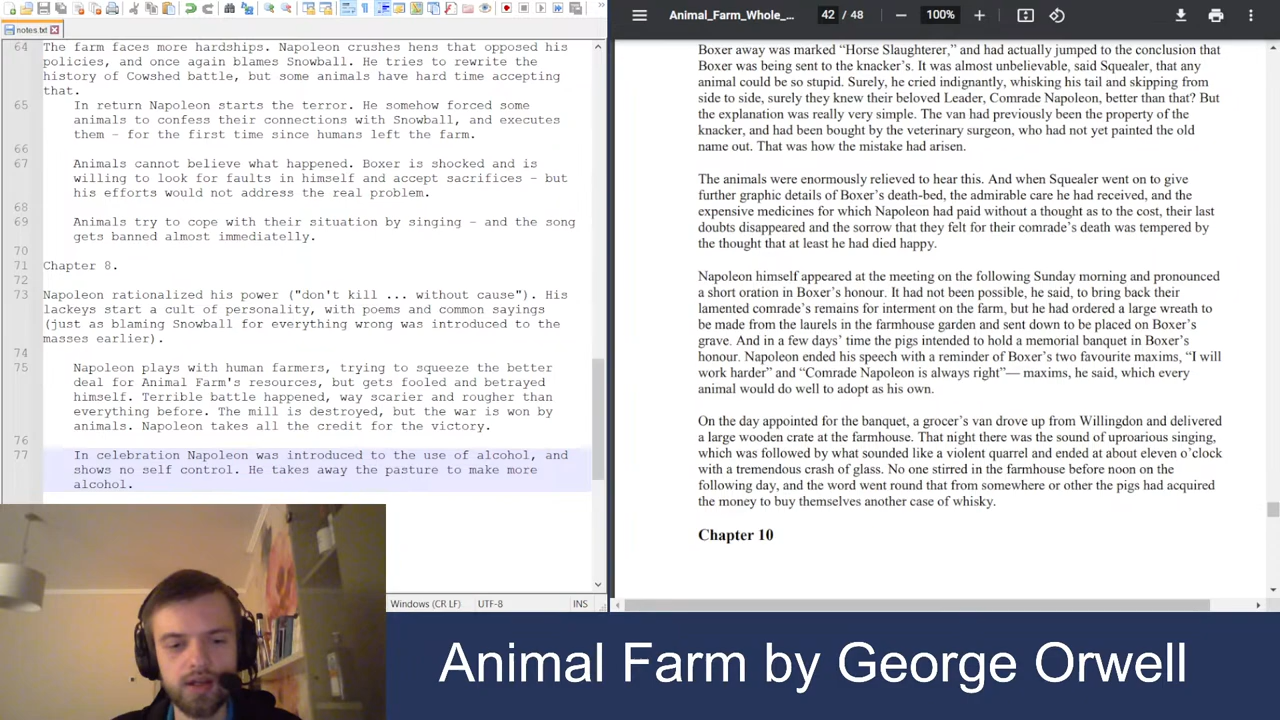 notes.txt
64 The farm faces more hardships. Napoleon crushes hens that opposed his
policies, and once again blames Snowball. He tries to rewrite the
history of Cowshed battle, but some animals have hard time accepting
that.
65 In return Napoleon starts the terror. He somehow forced some
animals to confess their connections with Snowball, and executes
them - for the first time since humans left the farm.
66
67 Animals cannot believe what happened. Boxer is shocked and is
willing to look for faults in himself and accept sacrifices - but
his efforts would not address the real problem.
68
69 Animals try to cope with their situation by singing - and the song
gets banned almost immediatelly.
70
71 Chapter 8.
72
73 Napoleon rationalized his power ("don't kill ... without cause"). His
lackeys start a cult of personality, with poems and common sayings
(just as blaming Snowball for everything wrong was introduced to the
masses earlier).
74
75 Napoleon plays with human farmers, trying to squeeze the better
deal for Animal Farm's resources, but gets fooled and betrayed
himself. Terrible battle happened, way scarier and rougher than
everything before. The mill is destroyed, but the war is won by
animals. Napoleon takes all the credit for the victory.
76
77 In celebration Napoleon was introduced to the use of alcohol, and
shows no self control. He takes away the pasture to make more
alcohol.
Windows (CR LF) UTF-8 INS
Animal_Farm_Whole_... 42 / 48 100%
Boxer away was marked “Horse Slaughterer,” and had actually jumped to the conclusion that
Boxer was being sent to the knacker's. It was almost unbelievable, said Squealer, that any
animal could be so stupid. Surely, he cried indignantly, whisking his tail and skipping from
side to side, surely they knew their beloved Leader, Comrade Napoleon, better than that? But
the explanation was really very simple. The van had previously been the property of the
knacker, and had been bought by the veterinary surgeon, who had not yet painted the old
name out. That was how the mistake had arisen.
The animals were enormously relieved to hear this. And when Squealer went on to give
further graphic details of Boxer’s death-bed, the admirable care he had received, and the
expensive medicines for which Napoleon had paid without a thought as to the cost, their last
doubts disappeared and the sorrow that they felt for their comrade’s death was tempered by
the thought that at least he had died happy.
Napoleon himself appeared at the meeting on the following Sunday morning and pronounced
a short oration in Boxer’s honour. It had not been possible, he said, to bring back their
lamented comrade’s remains for interment on the farm, but he had ordered a large wreath to
be made from the laurels in the farmhouse garden and sent down to be placed on Boxer’s
grave. And in a few days’ time the pigs intended to hold a memorial banquet in Boxer’s
honour. Napoleon ended his speech with a reminder of Boxer’s two favourite maxims, “I will
work harder” and “Comrade Napoleon is always right”— maxims, he said, which every
animal would do well to adopt as his own.
On the day appointed for the banquet, a grocer’s van drove up from Willingdon and delivered
a large wooden crate at the farmhouse. That night there was the sound of uproarious singing,
which was followed by what sounded like a violent quarrel and ended at about eleven o’clock
with a tremendous crash of glass. No one stirred in the farmhouse before noon on the
following day, and the word went round that from somewhere or other the pigs had acquired
the money to buy themselves another case of whisky.
Chapter 10
Animal Farm by George Orwell